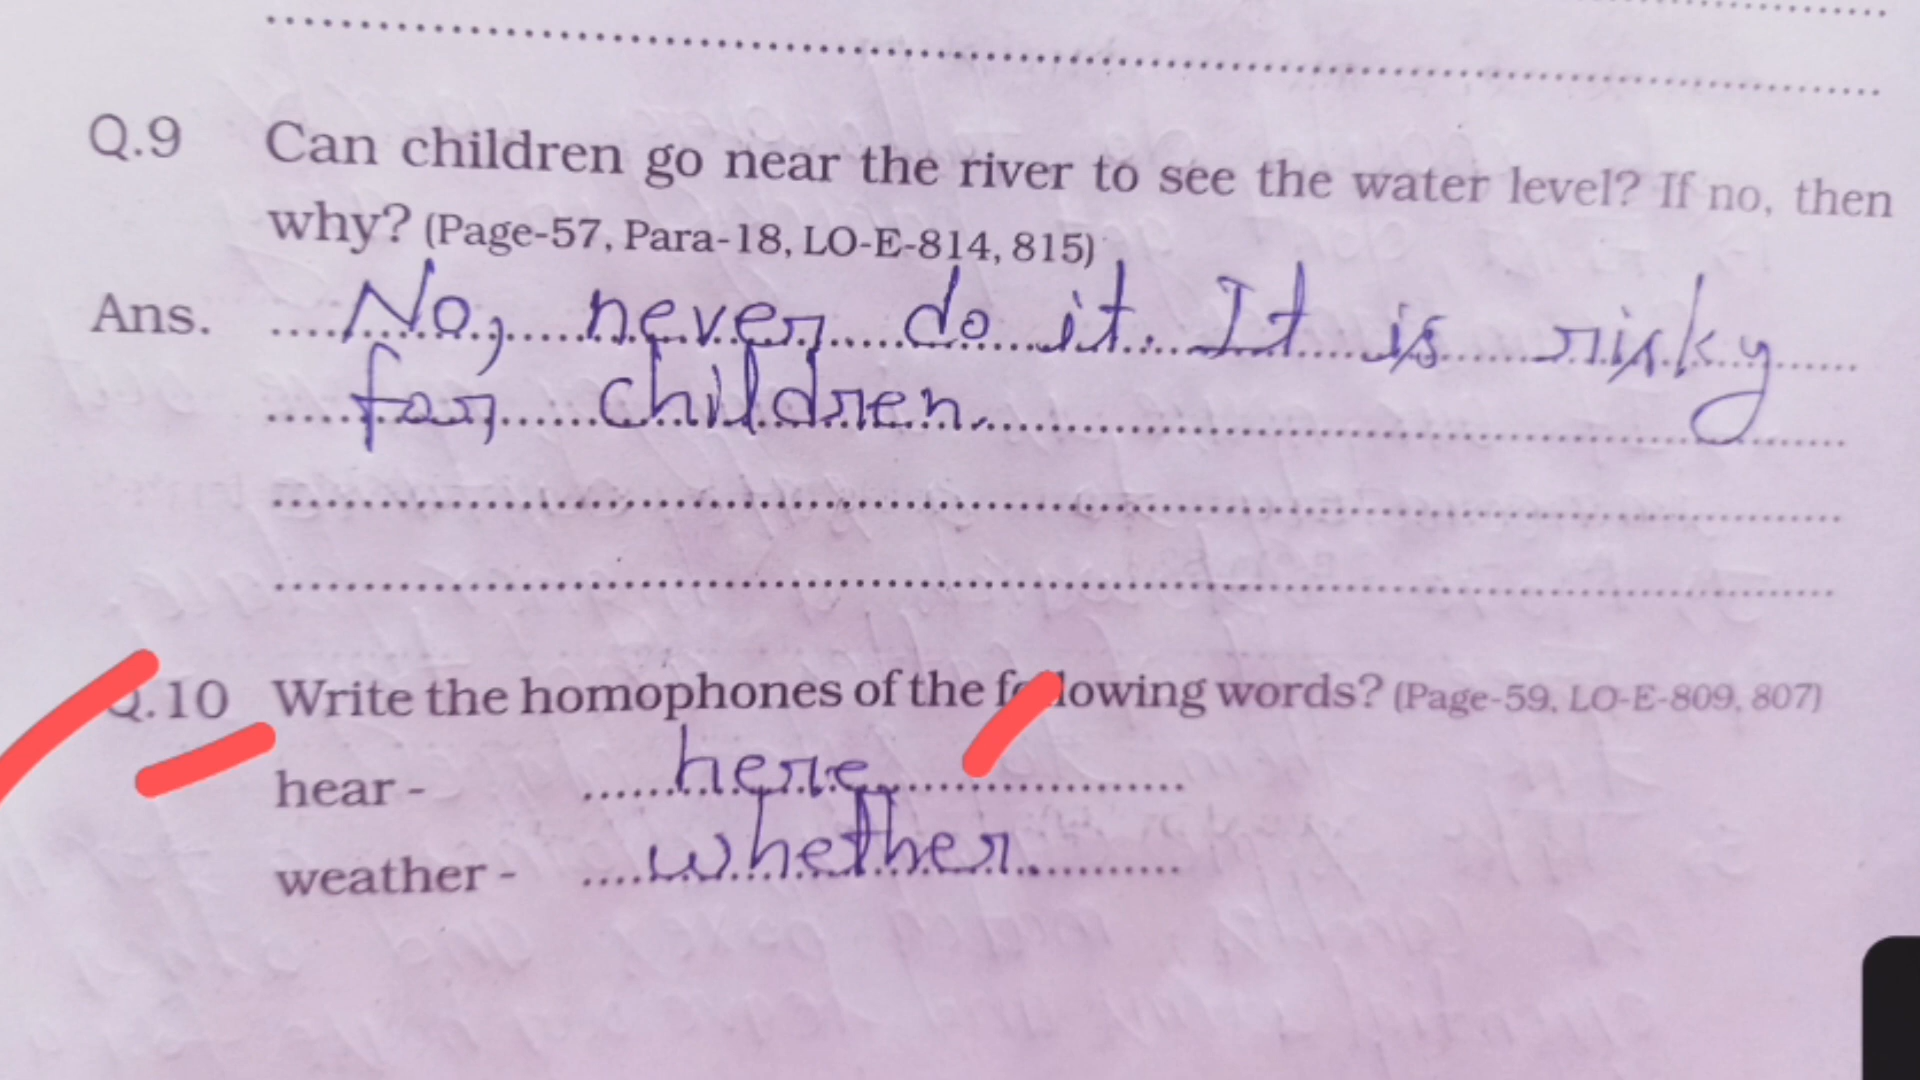 Q.9 Can children go near the river to see the water level? If no, then
why? (Page-57, Para-18, LO-E-814, 815)
Ans. No, never do it. It is risky
for children.
Q.10 Write the homophones of the following words? (Page-59, LO-E-809, 807)
hear - here
weather - whether